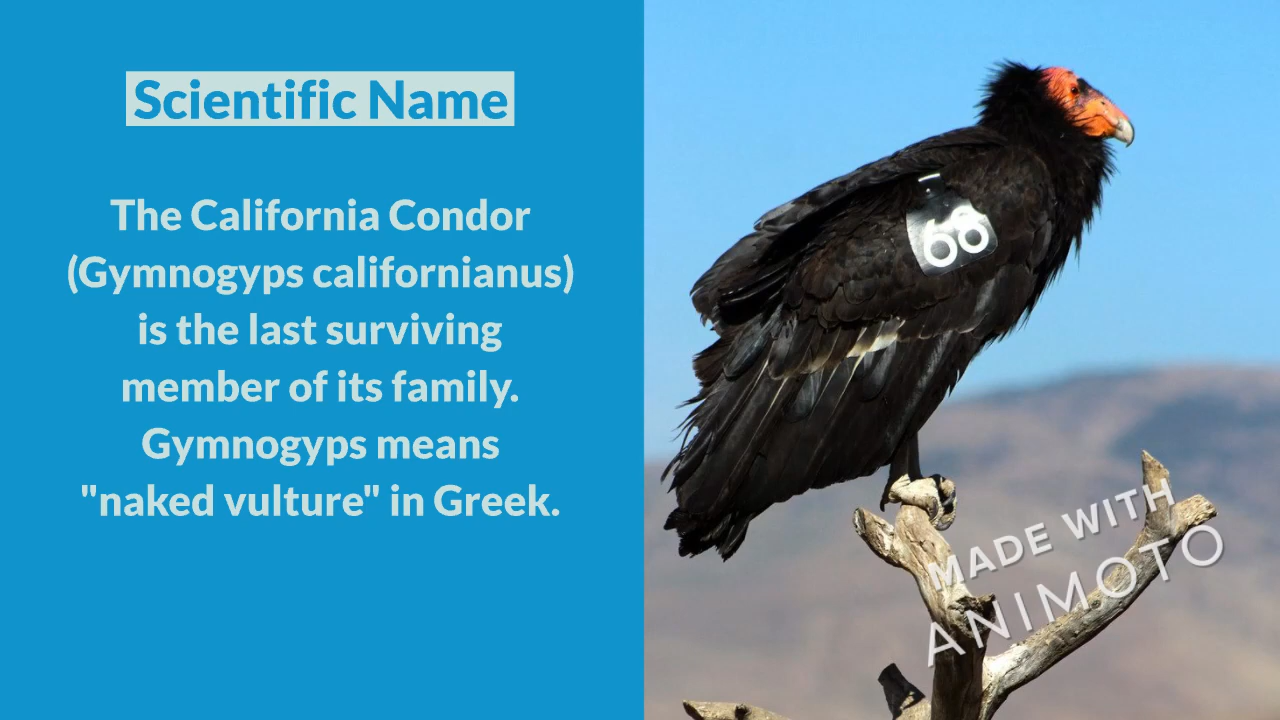 Scientific Name
The California Condor
(Gymnogyps californianus)
is the last surviving
member of its family.
Gymnogyps means
"naked vulture" in Greek.
66
MADE WITH
ANIMOTO